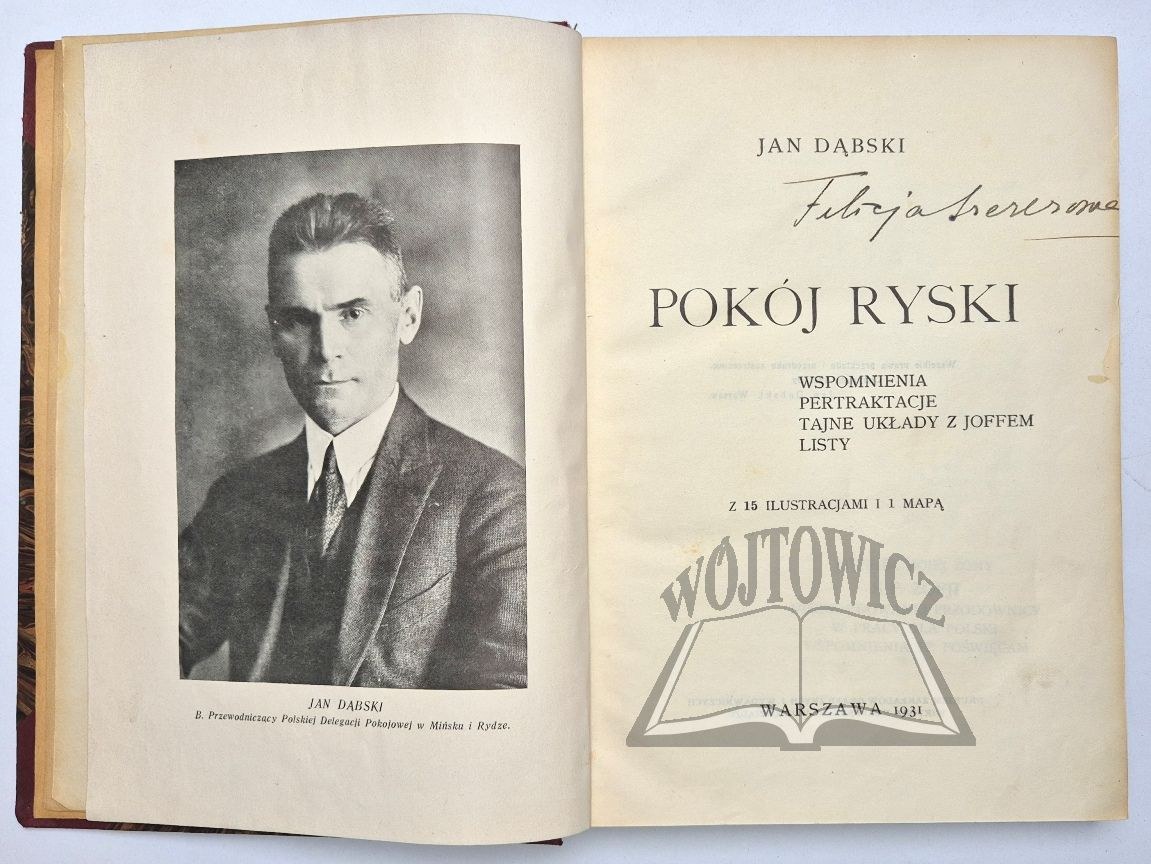 JAN DĄBSKI
B. Przewodniczący Polskiej Delegacji Pokojowej w Mińsku i Rydze.
JAN DĄBSKI
Felicja
POKÓJ RYSKI
WSPOMNIENIA
PERTRAKTACJE
TAJNE UKŁADY Z JOFFEM
LISTY
Z 15 ILUSTRACJAMI I 1 MAPĄ
WÓJTOWICZ
WARSZAWA 1931